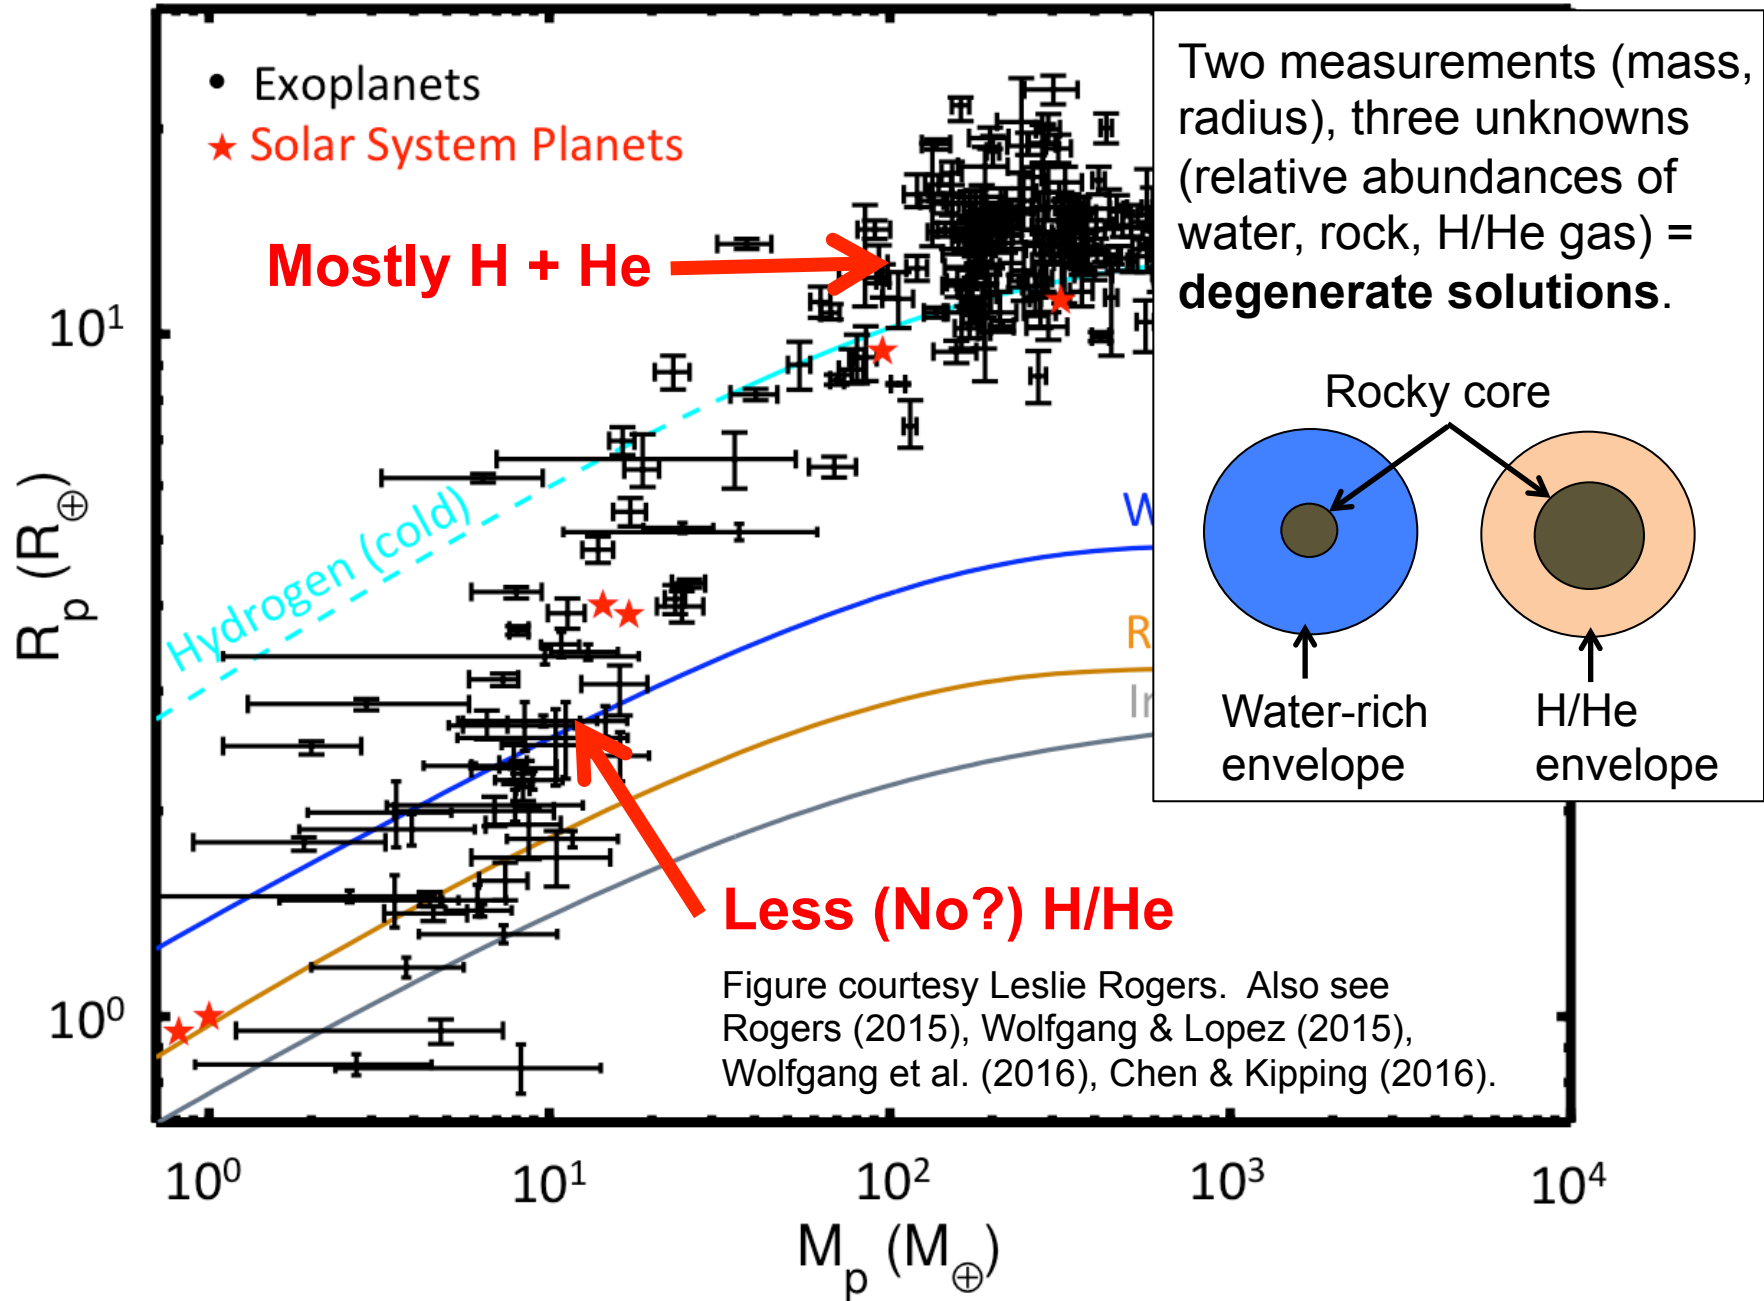 Exoplanets
Solar System Planets
Mostly H + He
Hydrogen (cold)
Less (No?) H/He
Figure courtesy Leslie Rogers.  Also see
Rogers (2015), Wolfgang & Lopez (2015),
Wolfgang et al. (2016), Chen & Kipping (2016).
Two measurements (mass,
radius), three unknowns
(relative abundances of
water, rock, H/He gas) =
degenerate solutions.
Rocky core
Water-rich
envelope
H/He
envelope
W
R
10¹
10⁰
Rₚ (R⊕)
10⁰ 10¹ 10² 10³ 10⁴
Mₚ (M⊕)